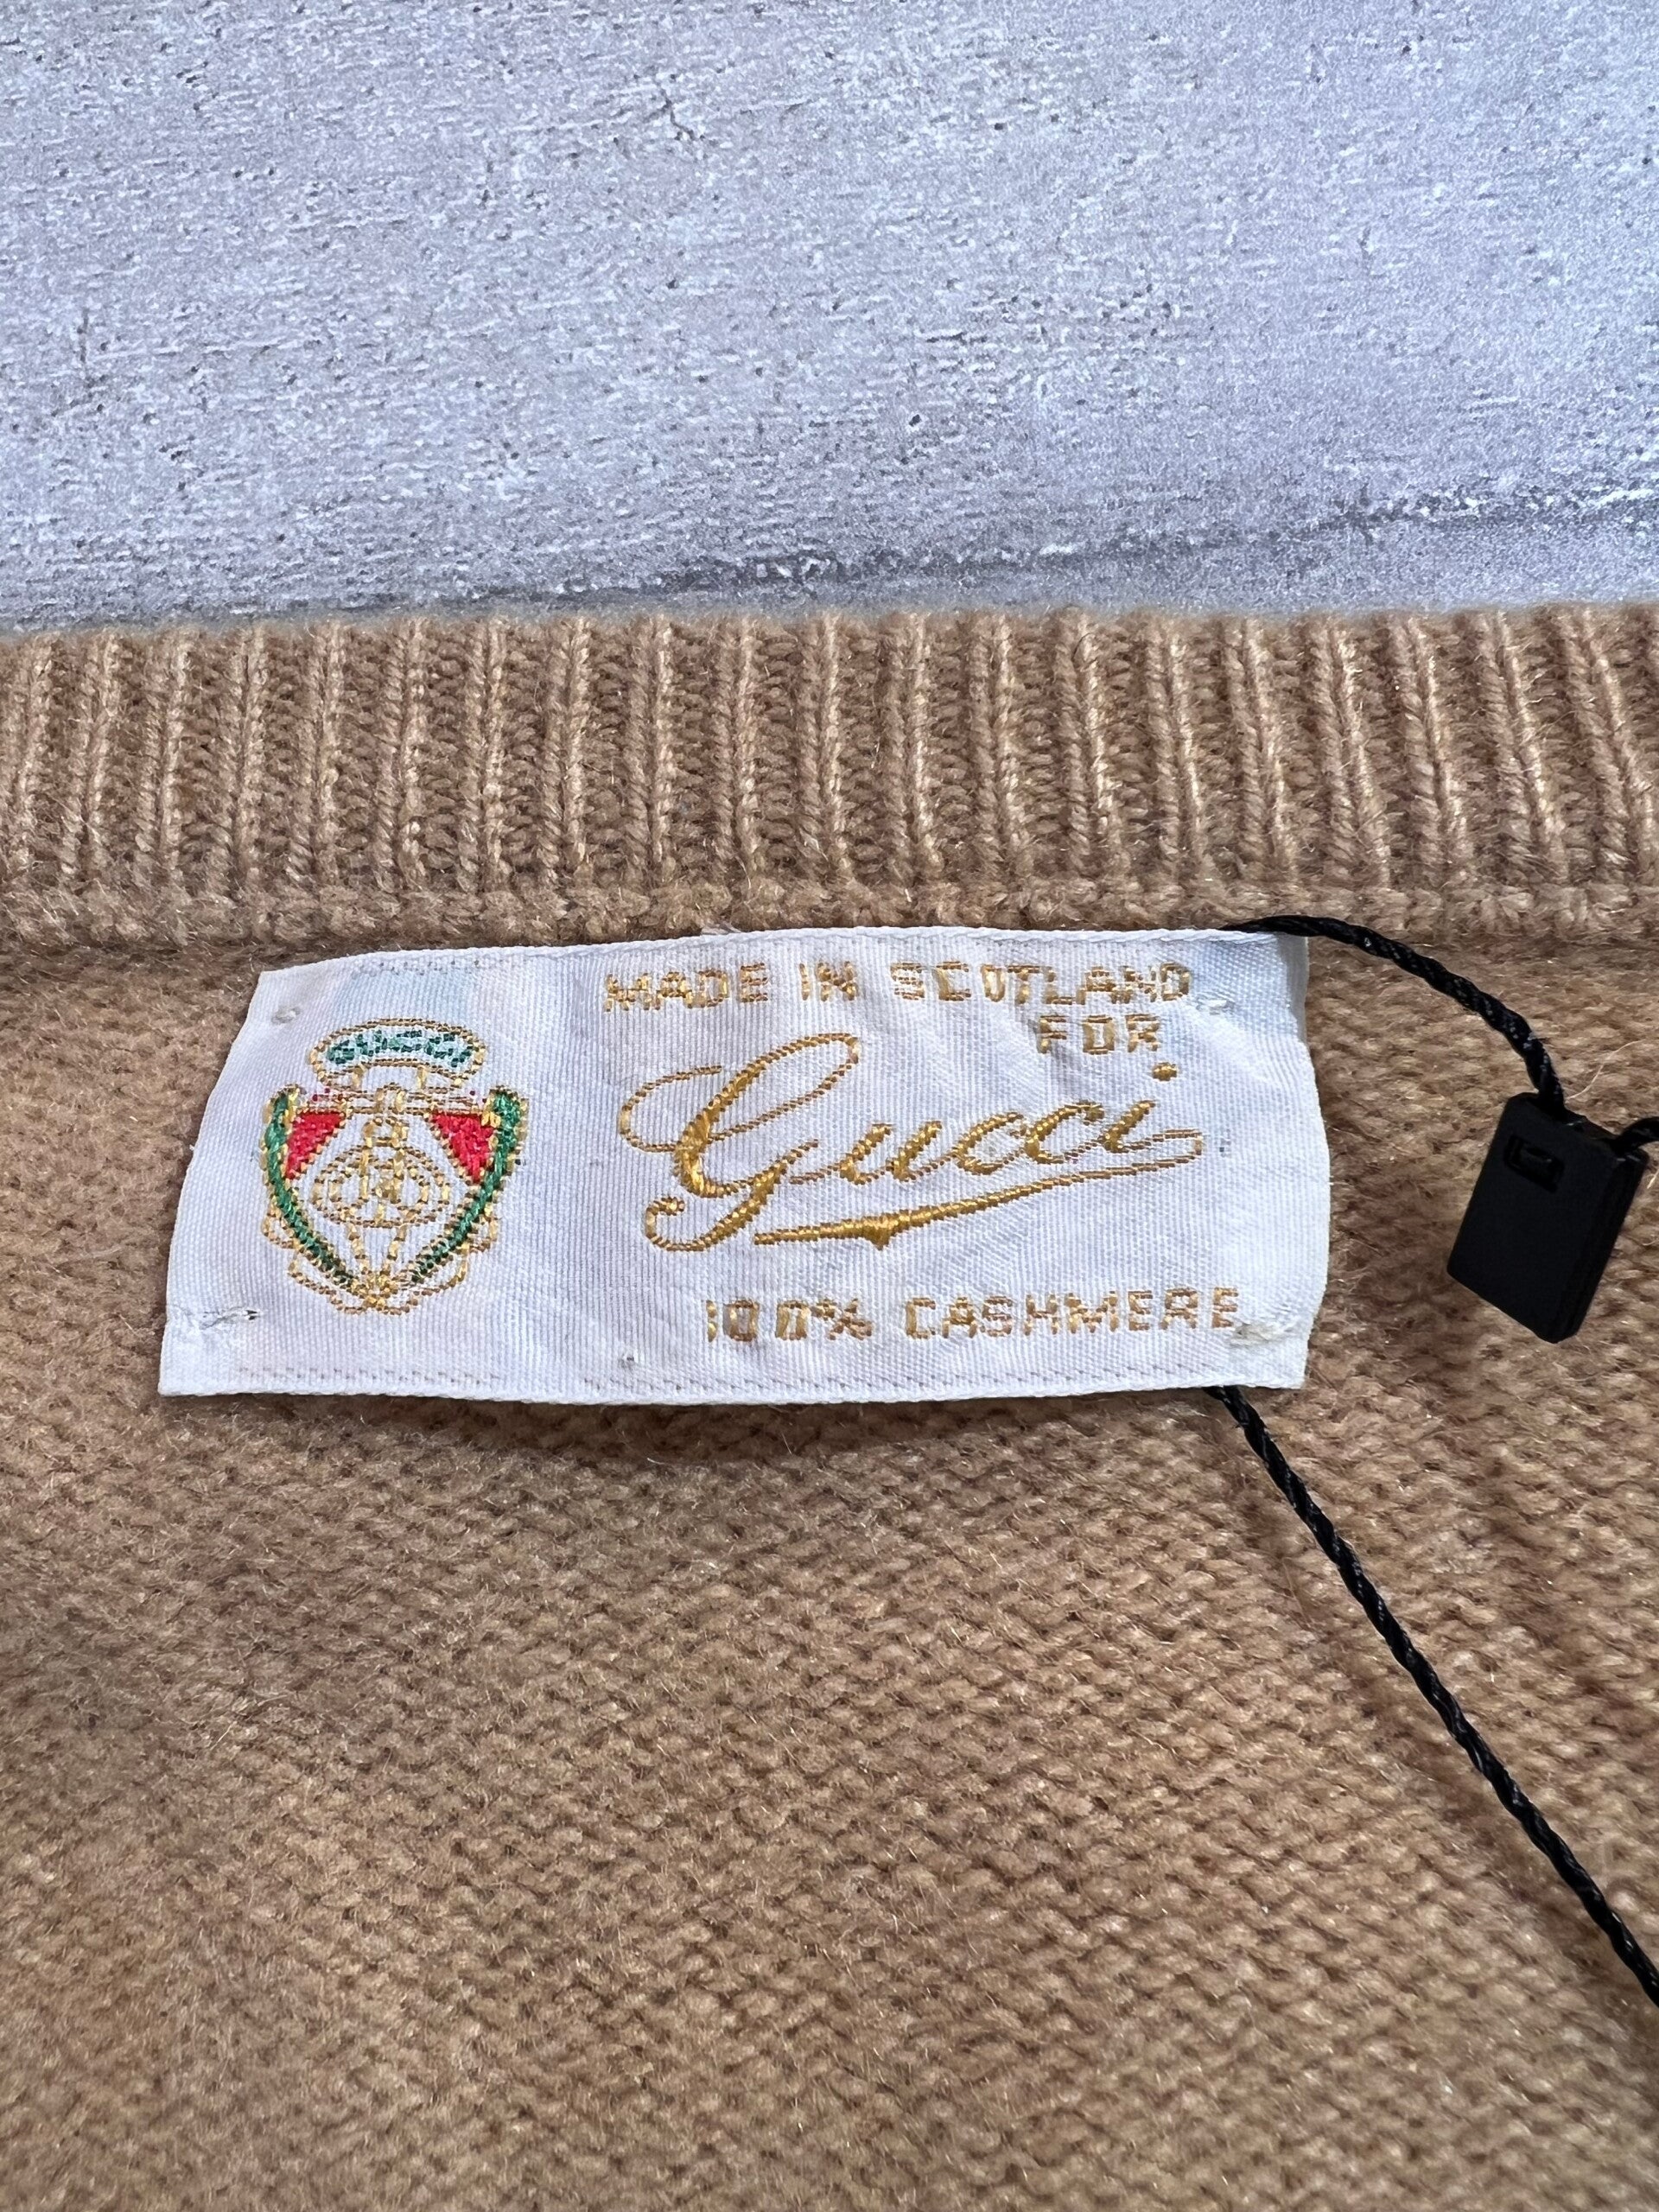 MADE IN SCOTLAND
FOR
GUCCI
Gucci
100% CASHMERE